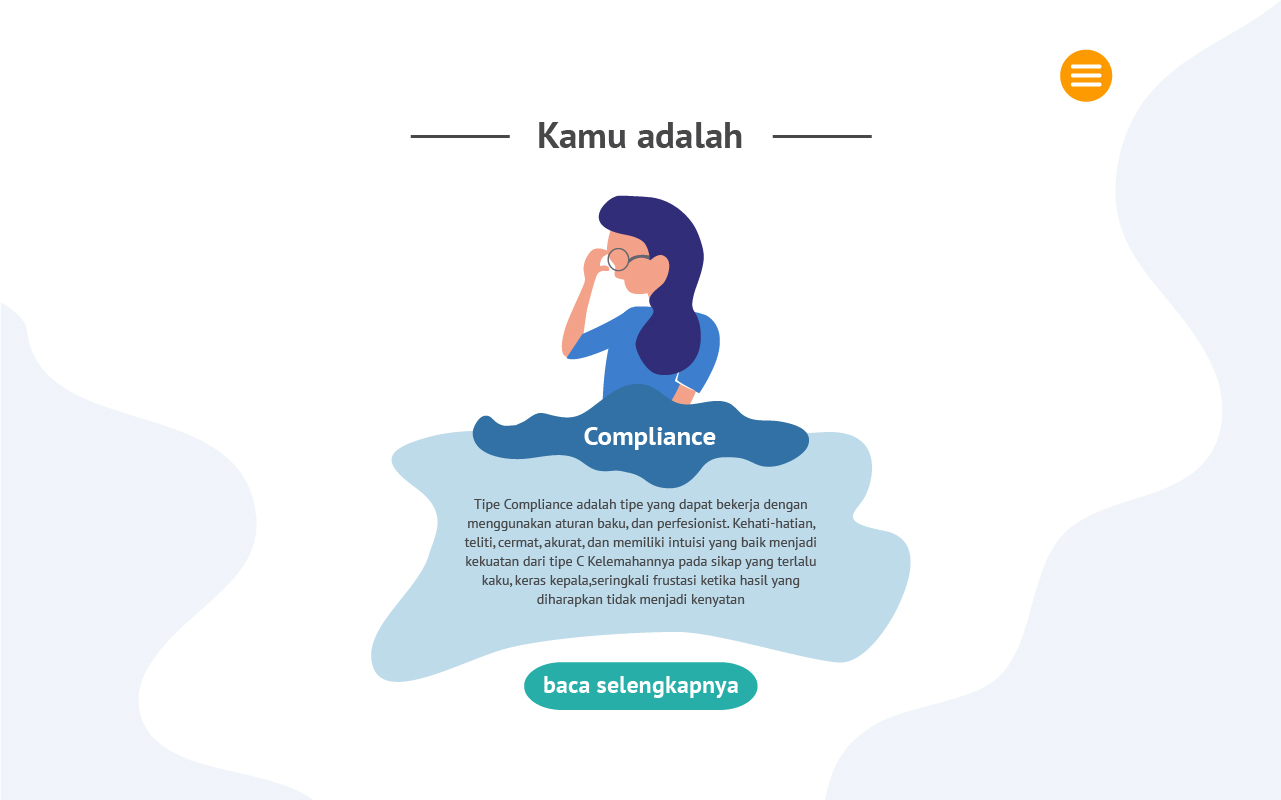 Kamu adalah
Compliance
Tipe Compliance adalah tipe yang dapat bekerja dengan
menggunakan aturan baku, dan perfesionist. Kehati-hatian,
teliti, cermat, akurat, dan memiliki intuisi yang baik menjadi
kekuatan dari tipe C Kelemahannya pada sikap yang terlalu
kaku, keras kepala,seringkali frustasi ketika hasil yang
diharapkan tidak menjadi kenyatan
baca selengkapnya